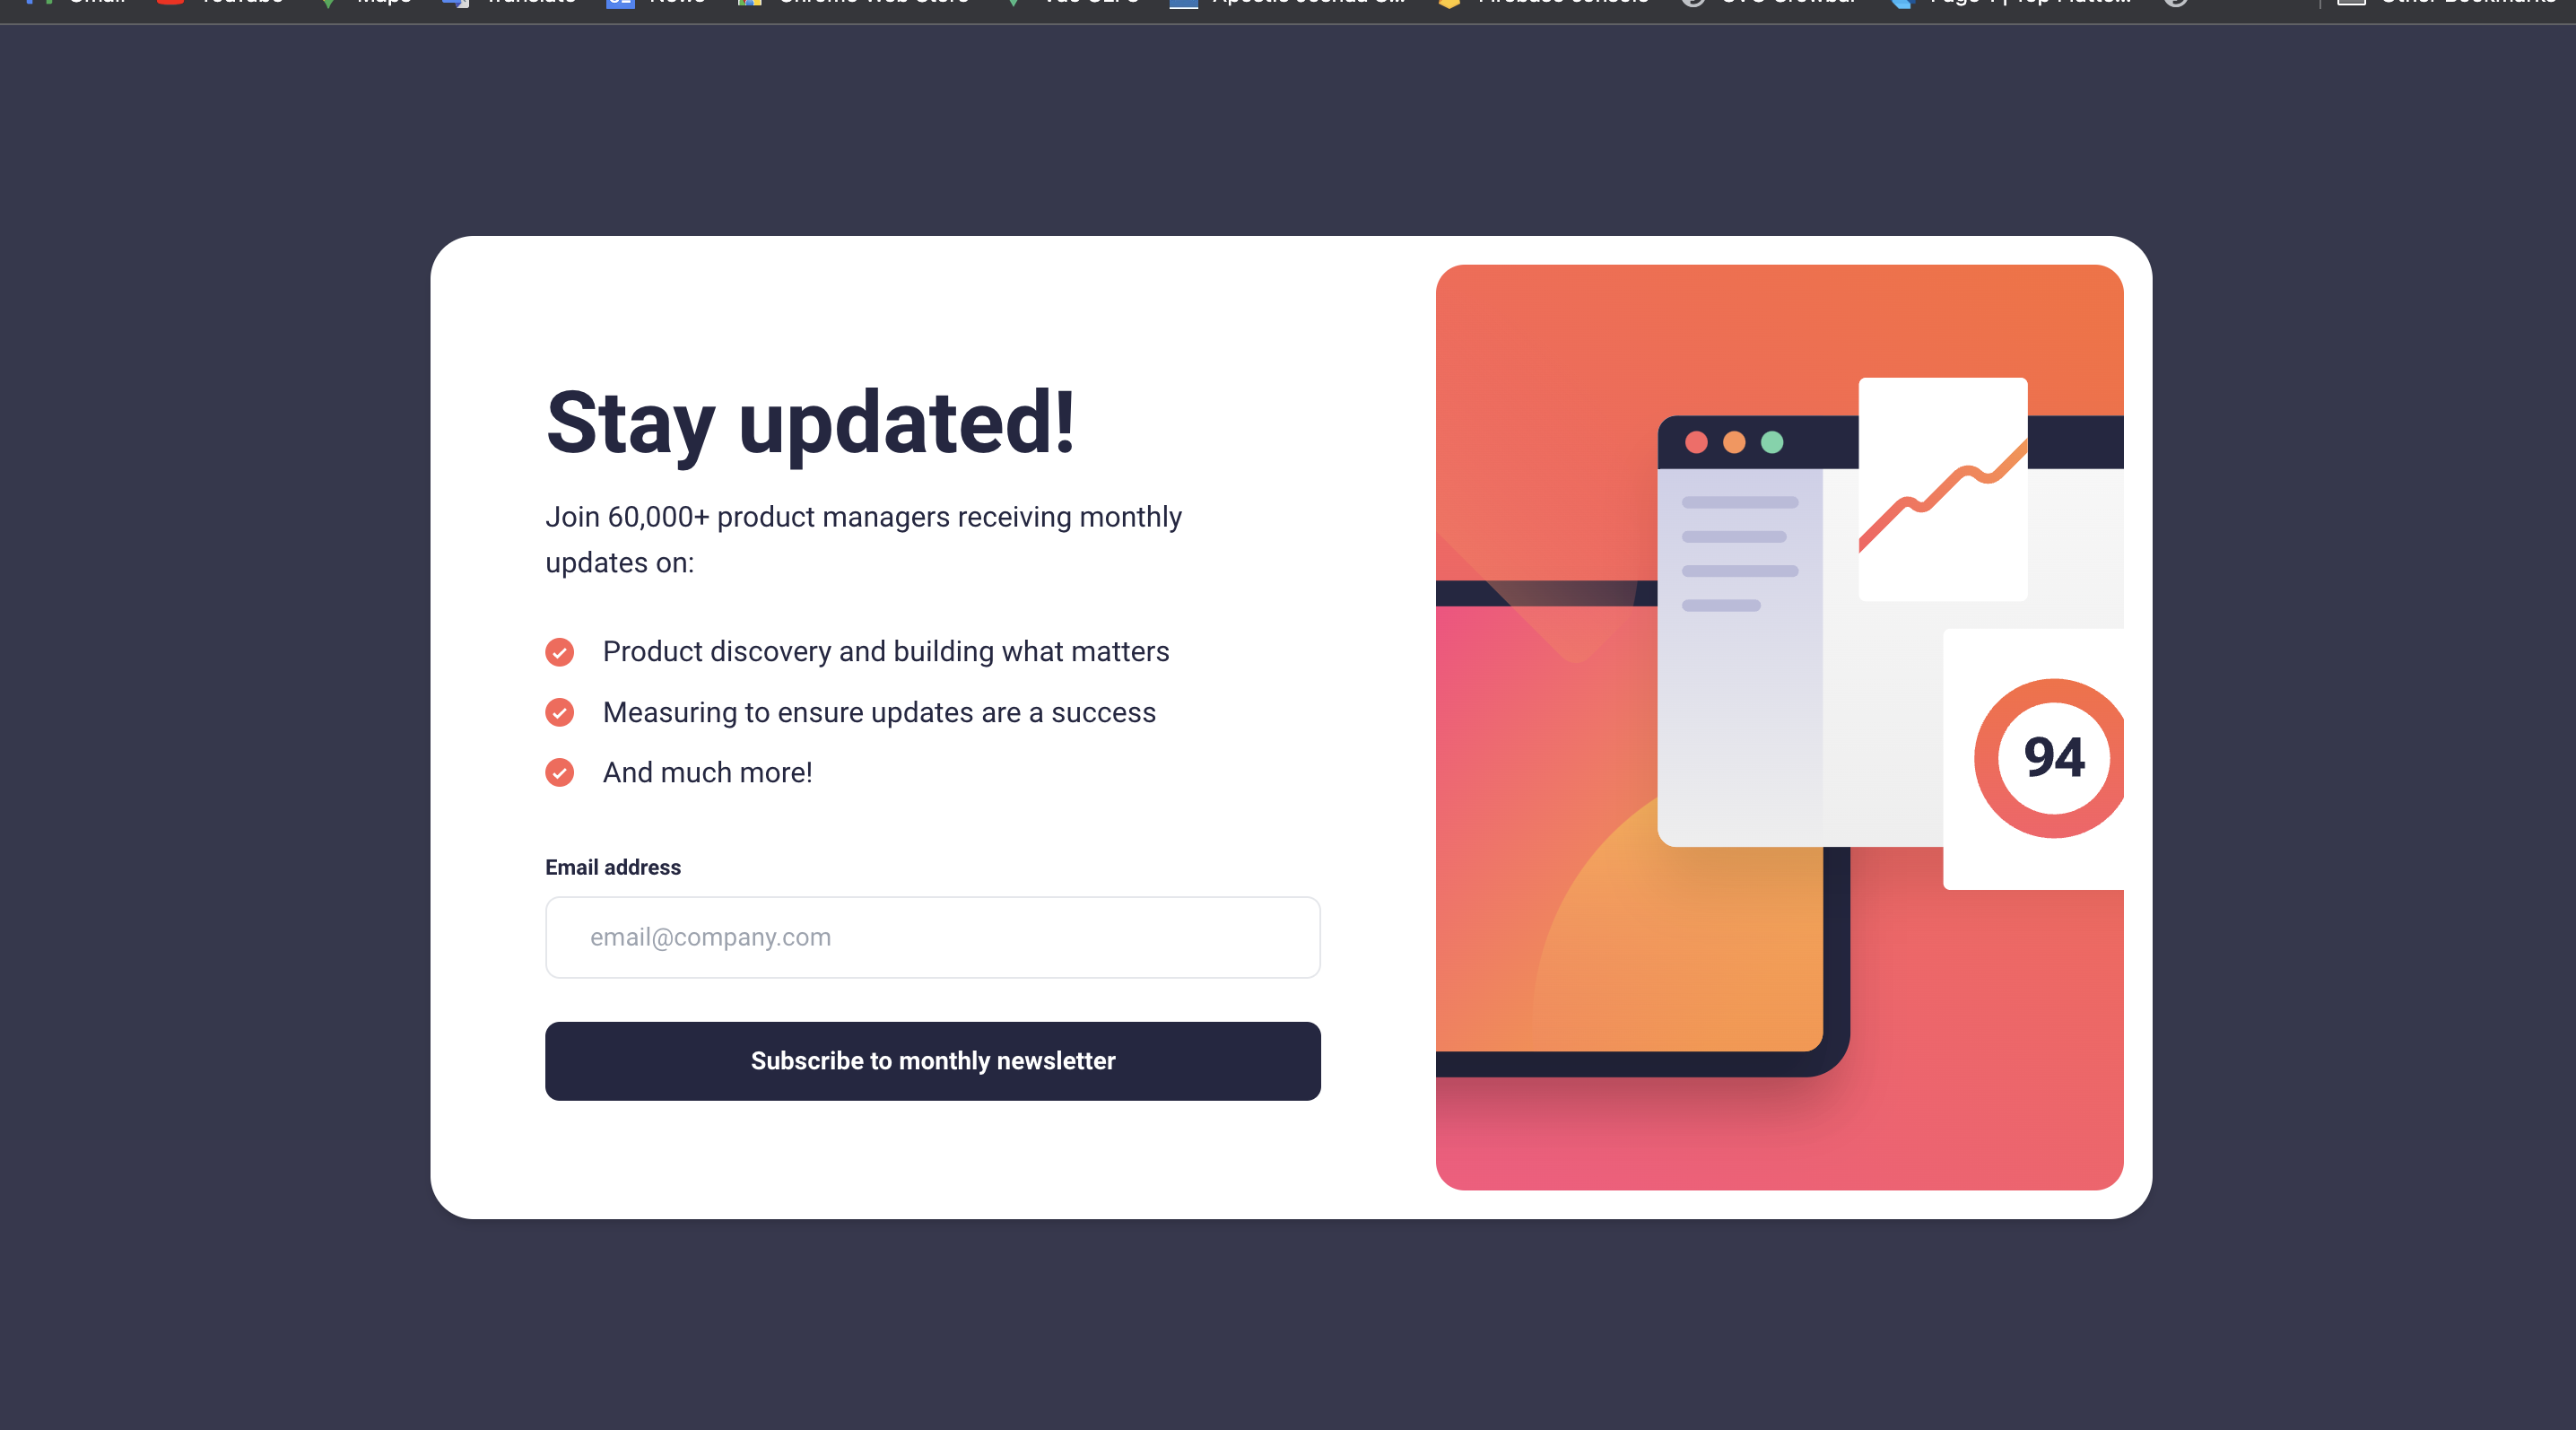 Stay updated!
Join 60,000+ product managers receiving monthly
updates on:
Product discovery and building what matters
Measuring to ensure updates are a success
And much more!
Email address
email@company.com
Subscribe to monthly newsletter
94